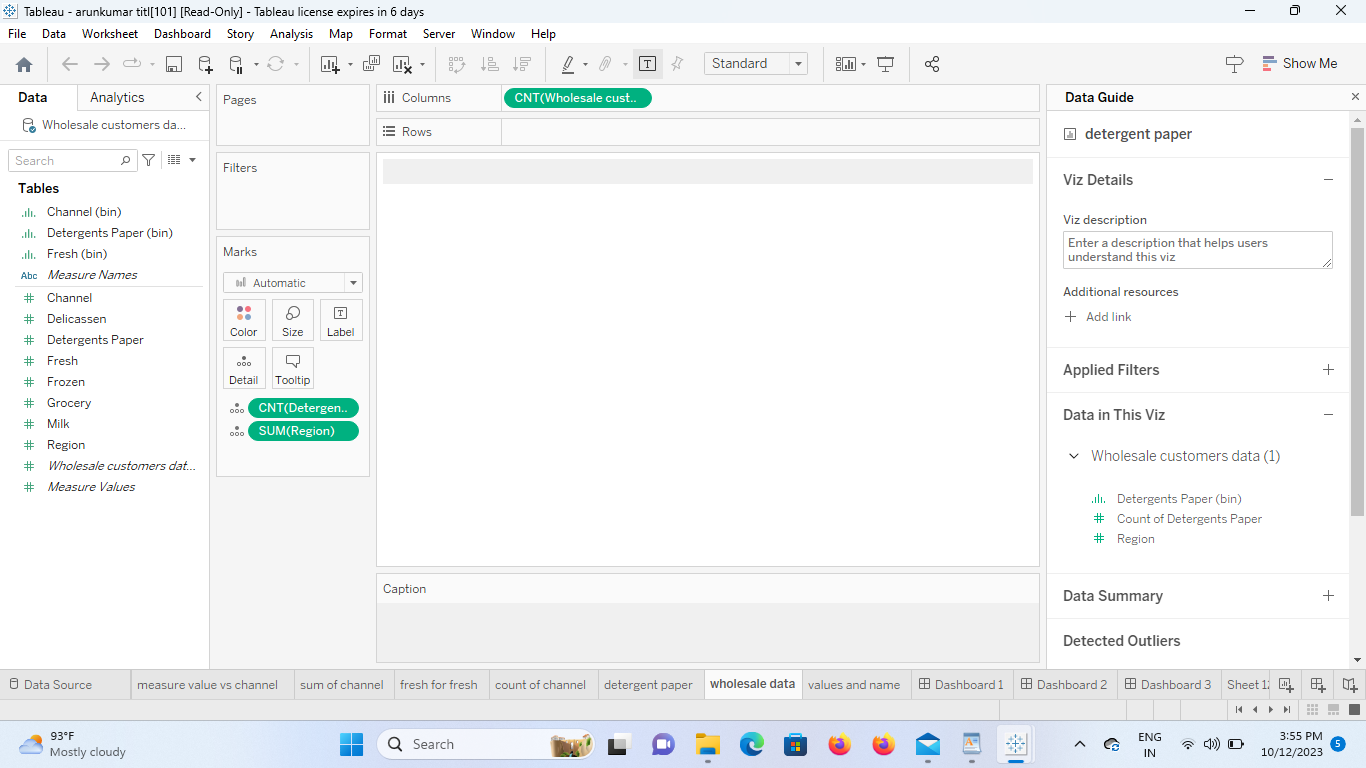 Tableau - arunkumar titl[101] [Read-Only] - Tableau license expires in 6 days
File Data Worksheet Dashboard Story Analysis Map Format Server Window Help
Standard
Show Me
Data Analytics
Wholesale customers da...
Search
Tables
Channel (bin)
Detergents Paper (bin)
Fresh (bin)
Abc Measure Names
Channel
Delicassen
Detergents Paper
Fresh
Frozen
Grocery
Milk
Region
Wholesale customers dat...
Measure Values
Pages
Filters
Marks
Automatic
Color Size Label
Detail Tooltip
CNT(Detergen..
SUM(Region)
Columns CNT(Wholesale cust..
Rows
Caption
Data Guide
detergent paper
Viz Details
Viz description
Enter a description that helps users
understand this viz
Additional resources
Add link
Applied Filters
Data in This Viz
Wholesale customers data (1)
Detergents Paper (bin)
Count of Detergents Paper
Region
Data Summary
Detected Outliers
Data Source measure value vs channel sum of channel fresh for fresh count of channel detergent paper wholesale data values and name Dashboard 1 Dashboard 2 Dashboard 3 Sheet 1
93°F
Mostly cloudy
Search
ENG
IN
3:55 PM
10/12/2023
5